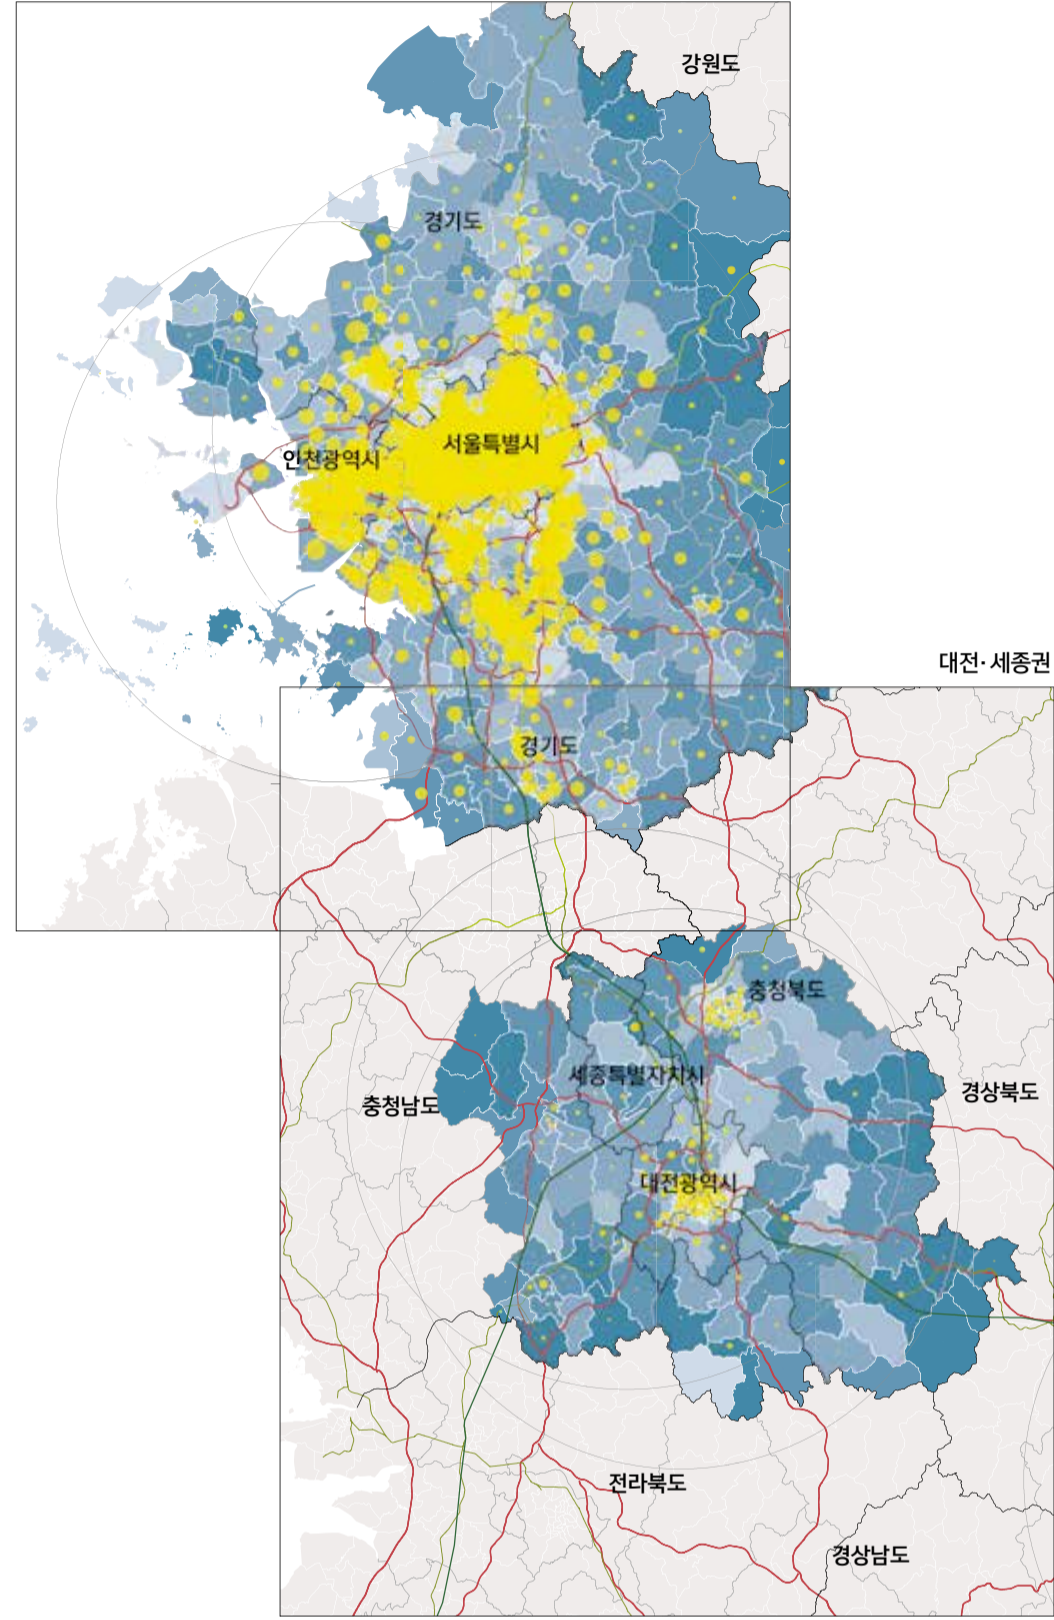 강원도
경기도
서울특별시
인천광역시
대전·세종권
경기도
충청북도
세종특별자치시
충청남도
경상북도
대전광역시
전라북도
경상남도